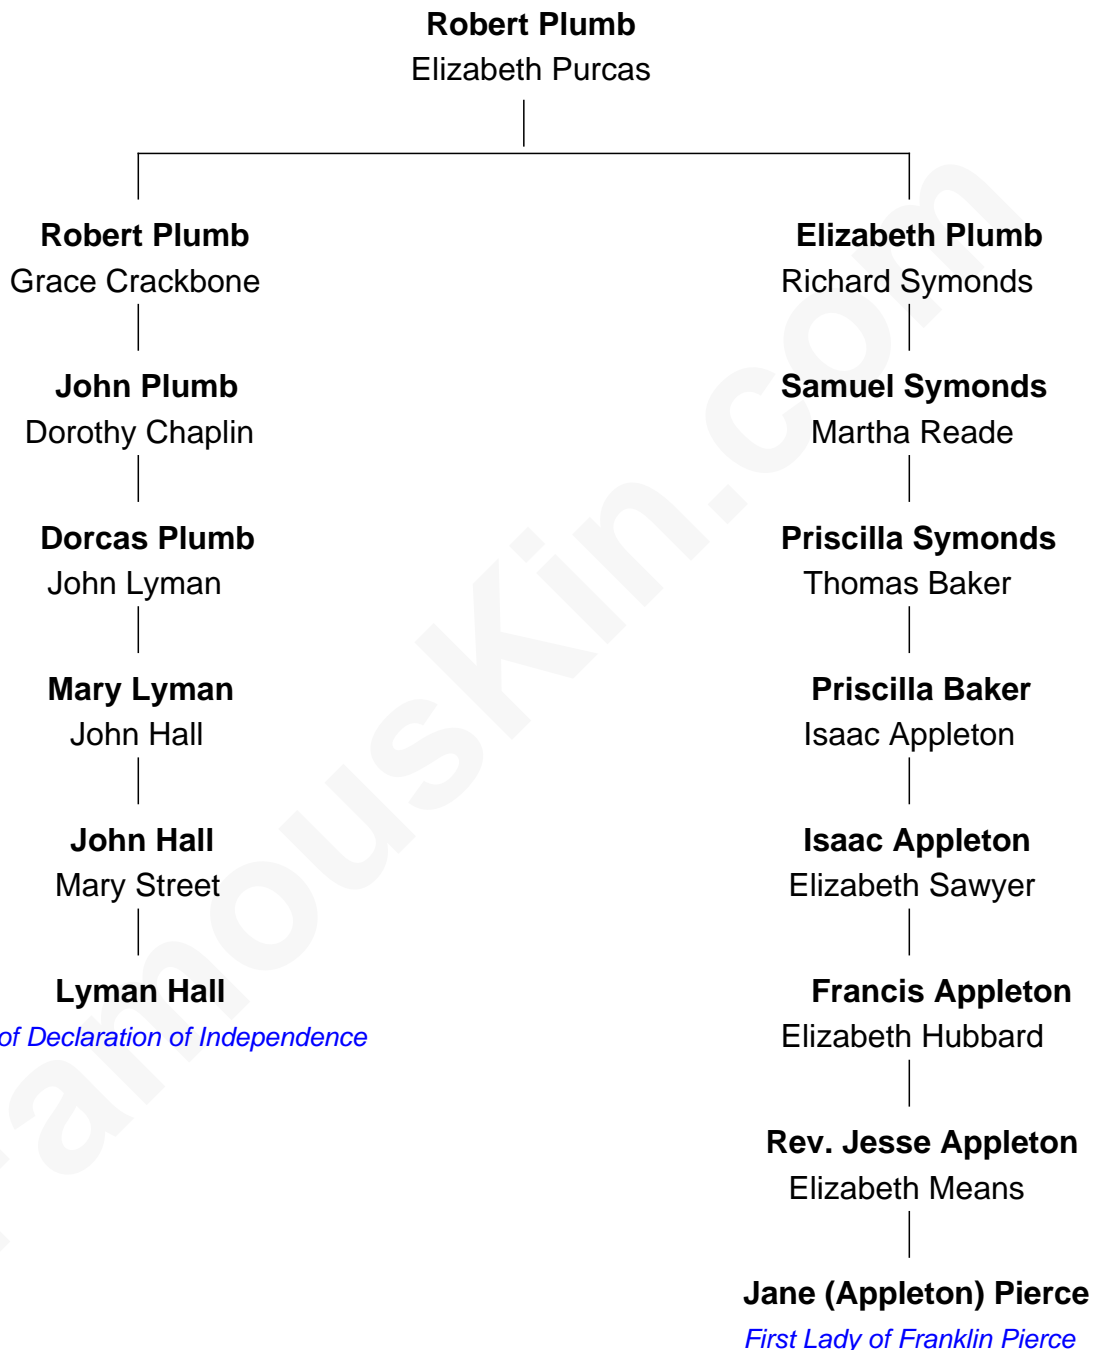 Robert Plumb
Elizabeth Purcas
Robert Plumb
Grace Crackbone
John Plumb
Dorothy Chaplin
Dorcas Plumb
John Lyman
Mary Lyman
John Hall
John Hall
Mary Street
Lyman Hall
of Declaration of Independence
Elizabeth Plumb
Richard Symonds
Samuel Symonds
Martha Reade
Priscilla Symonds
Thomas Baker
Priscilla Baker
Isaac Appleton
Isaac Appleton
Elizabeth Sawyer
Francis Appleton
Elizabeth Hubbard
Rev. Jesse Appleton
Elizabeth Means
Jane (Appleton) Pierce
First Lady of Franklin Pierce
FamousKin.com